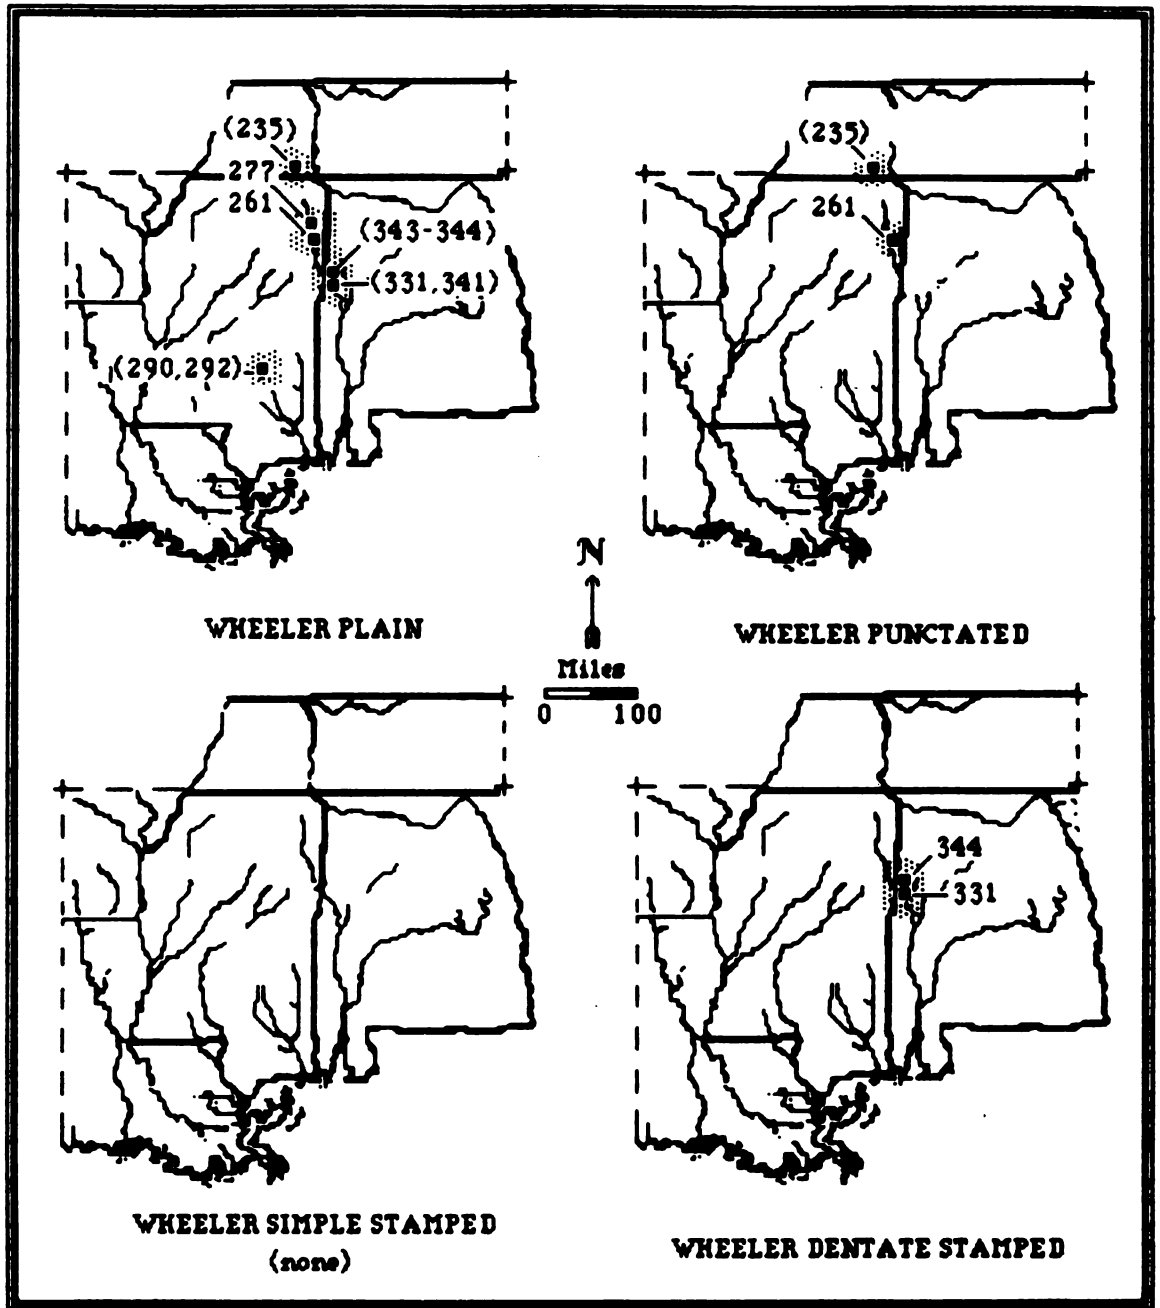 (235)
277
261
(343-344)
(331,341)
(290,292)
WHEELER PLAIN
(235)
261
WHEELER PUNCTATED
N
Miles
0 100
WHEELER SIMPLE STAMPED
(none)
344
331
WHEELER DENTATE STAMPED